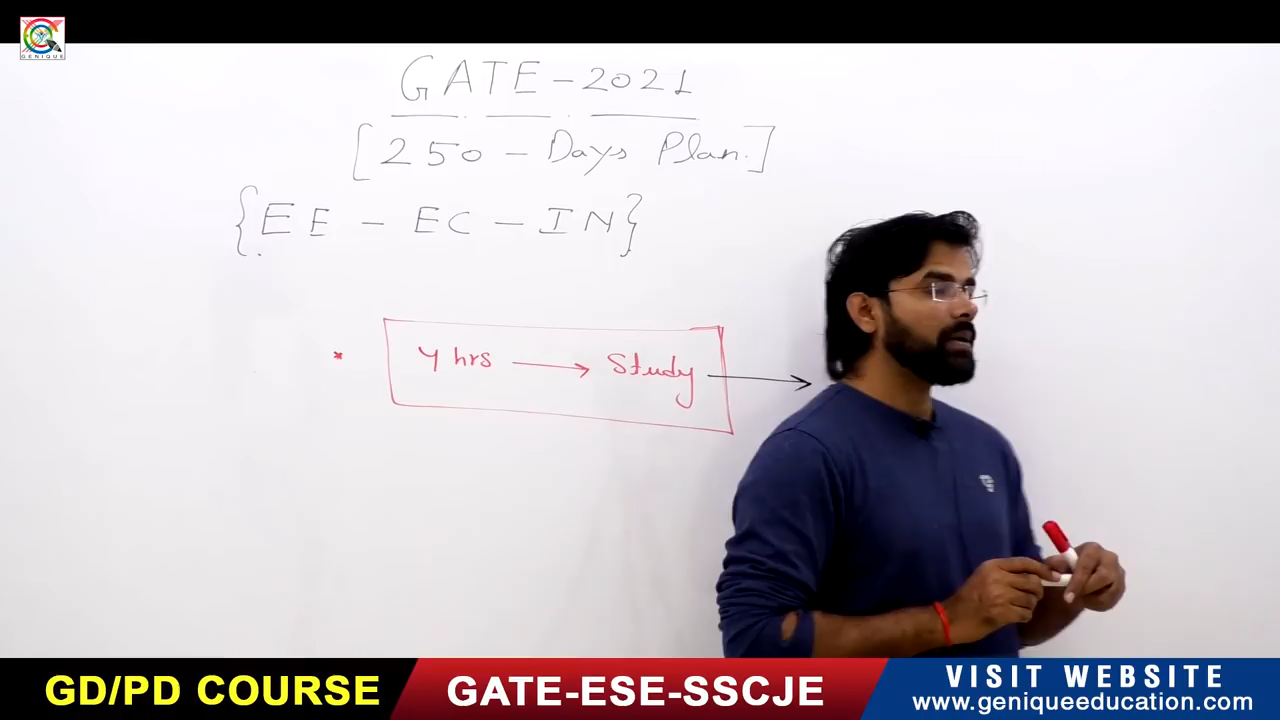 GENIQUE
GATE - 2021
[250 - Days Plan.]
{EE - EC - IN}
* 4 hrs → Study →
GD/PD COURSE
GATE-ESE-SSCJE
VISIT WEBSITE
www.geniqueeducation.com